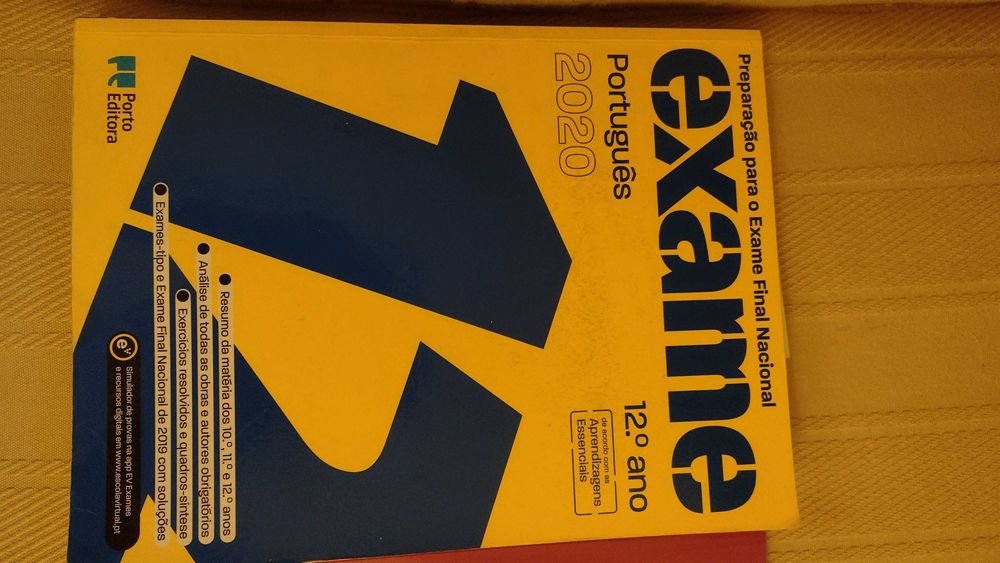 Preparação para o Exame Final Nacional
exame
Português
2020
12.º ano
de acordo com as
Aprendizagens
Essenciais
Resumo da matéria dos 10.º, 11.º e 12.º anos
Análise de todas as obras e autores obrigatórios
Exercícios resolvidos e quadros-síntese
Exames-tipo e Exame Final Nacional de 2019 com soluções
Porto
Editora
eV
Simulador de provas na app EV Exames
e recursos digitais em www.escolavirtual.pt